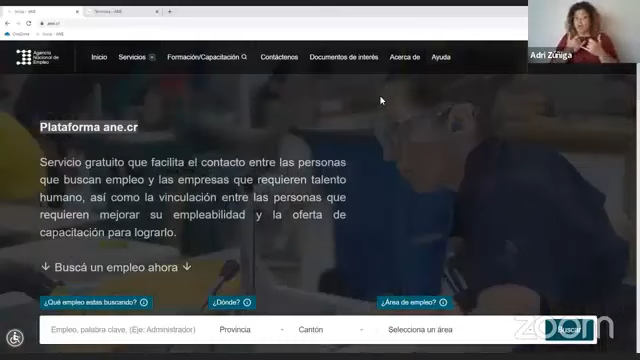 Inicio - ANE
Términos - ANE
ane.cr
OneDrive
Inicio - ANE
Agencia
Nacional de
Empleo
Inicio Servicios Formación/Capacitación Contáctenos Documentos de interés Acerca de Ayuda
Adri Zúñiga
Plataforma ane.cr
Servicio gratuito que facilita el contacto entre las personas
que buscan empleo y las empresas que requieren talento
humano, así como la vinculación entre las personas que
requieren mejorar su empleabilidad y la oferta de
capacitación para lograrlo.
Buscá un empleo ahora
¿Qué empleo estas buscando? ¿Dónde? ¿Área de empleo?
Empleo, palabra clave, (Eje: Administrador) Provincia Cantón Selecciona un área Buscar
zoom